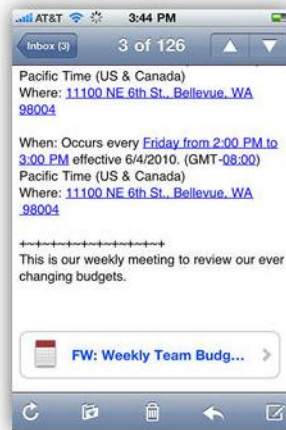 AT&T 3:44 PM
Inbox (3) 3 of 126
Pacific Time (US & Canada)
Where: 11100 NE 6th St., Bellevue, WA
98004
When: Occurs every Friday from 2:00 PM to
3:00 PM effective 6/4/2010. (GMT-08:00)
Pacific Time (US & Canada)
Where: 11100 NE 6th St., Bellevue, WA
98004
+~+~+~+~+~+~+~+~+~+
This is our weekly meeting to review our ever
changing budgets.
FW: Weekly Team Budg...